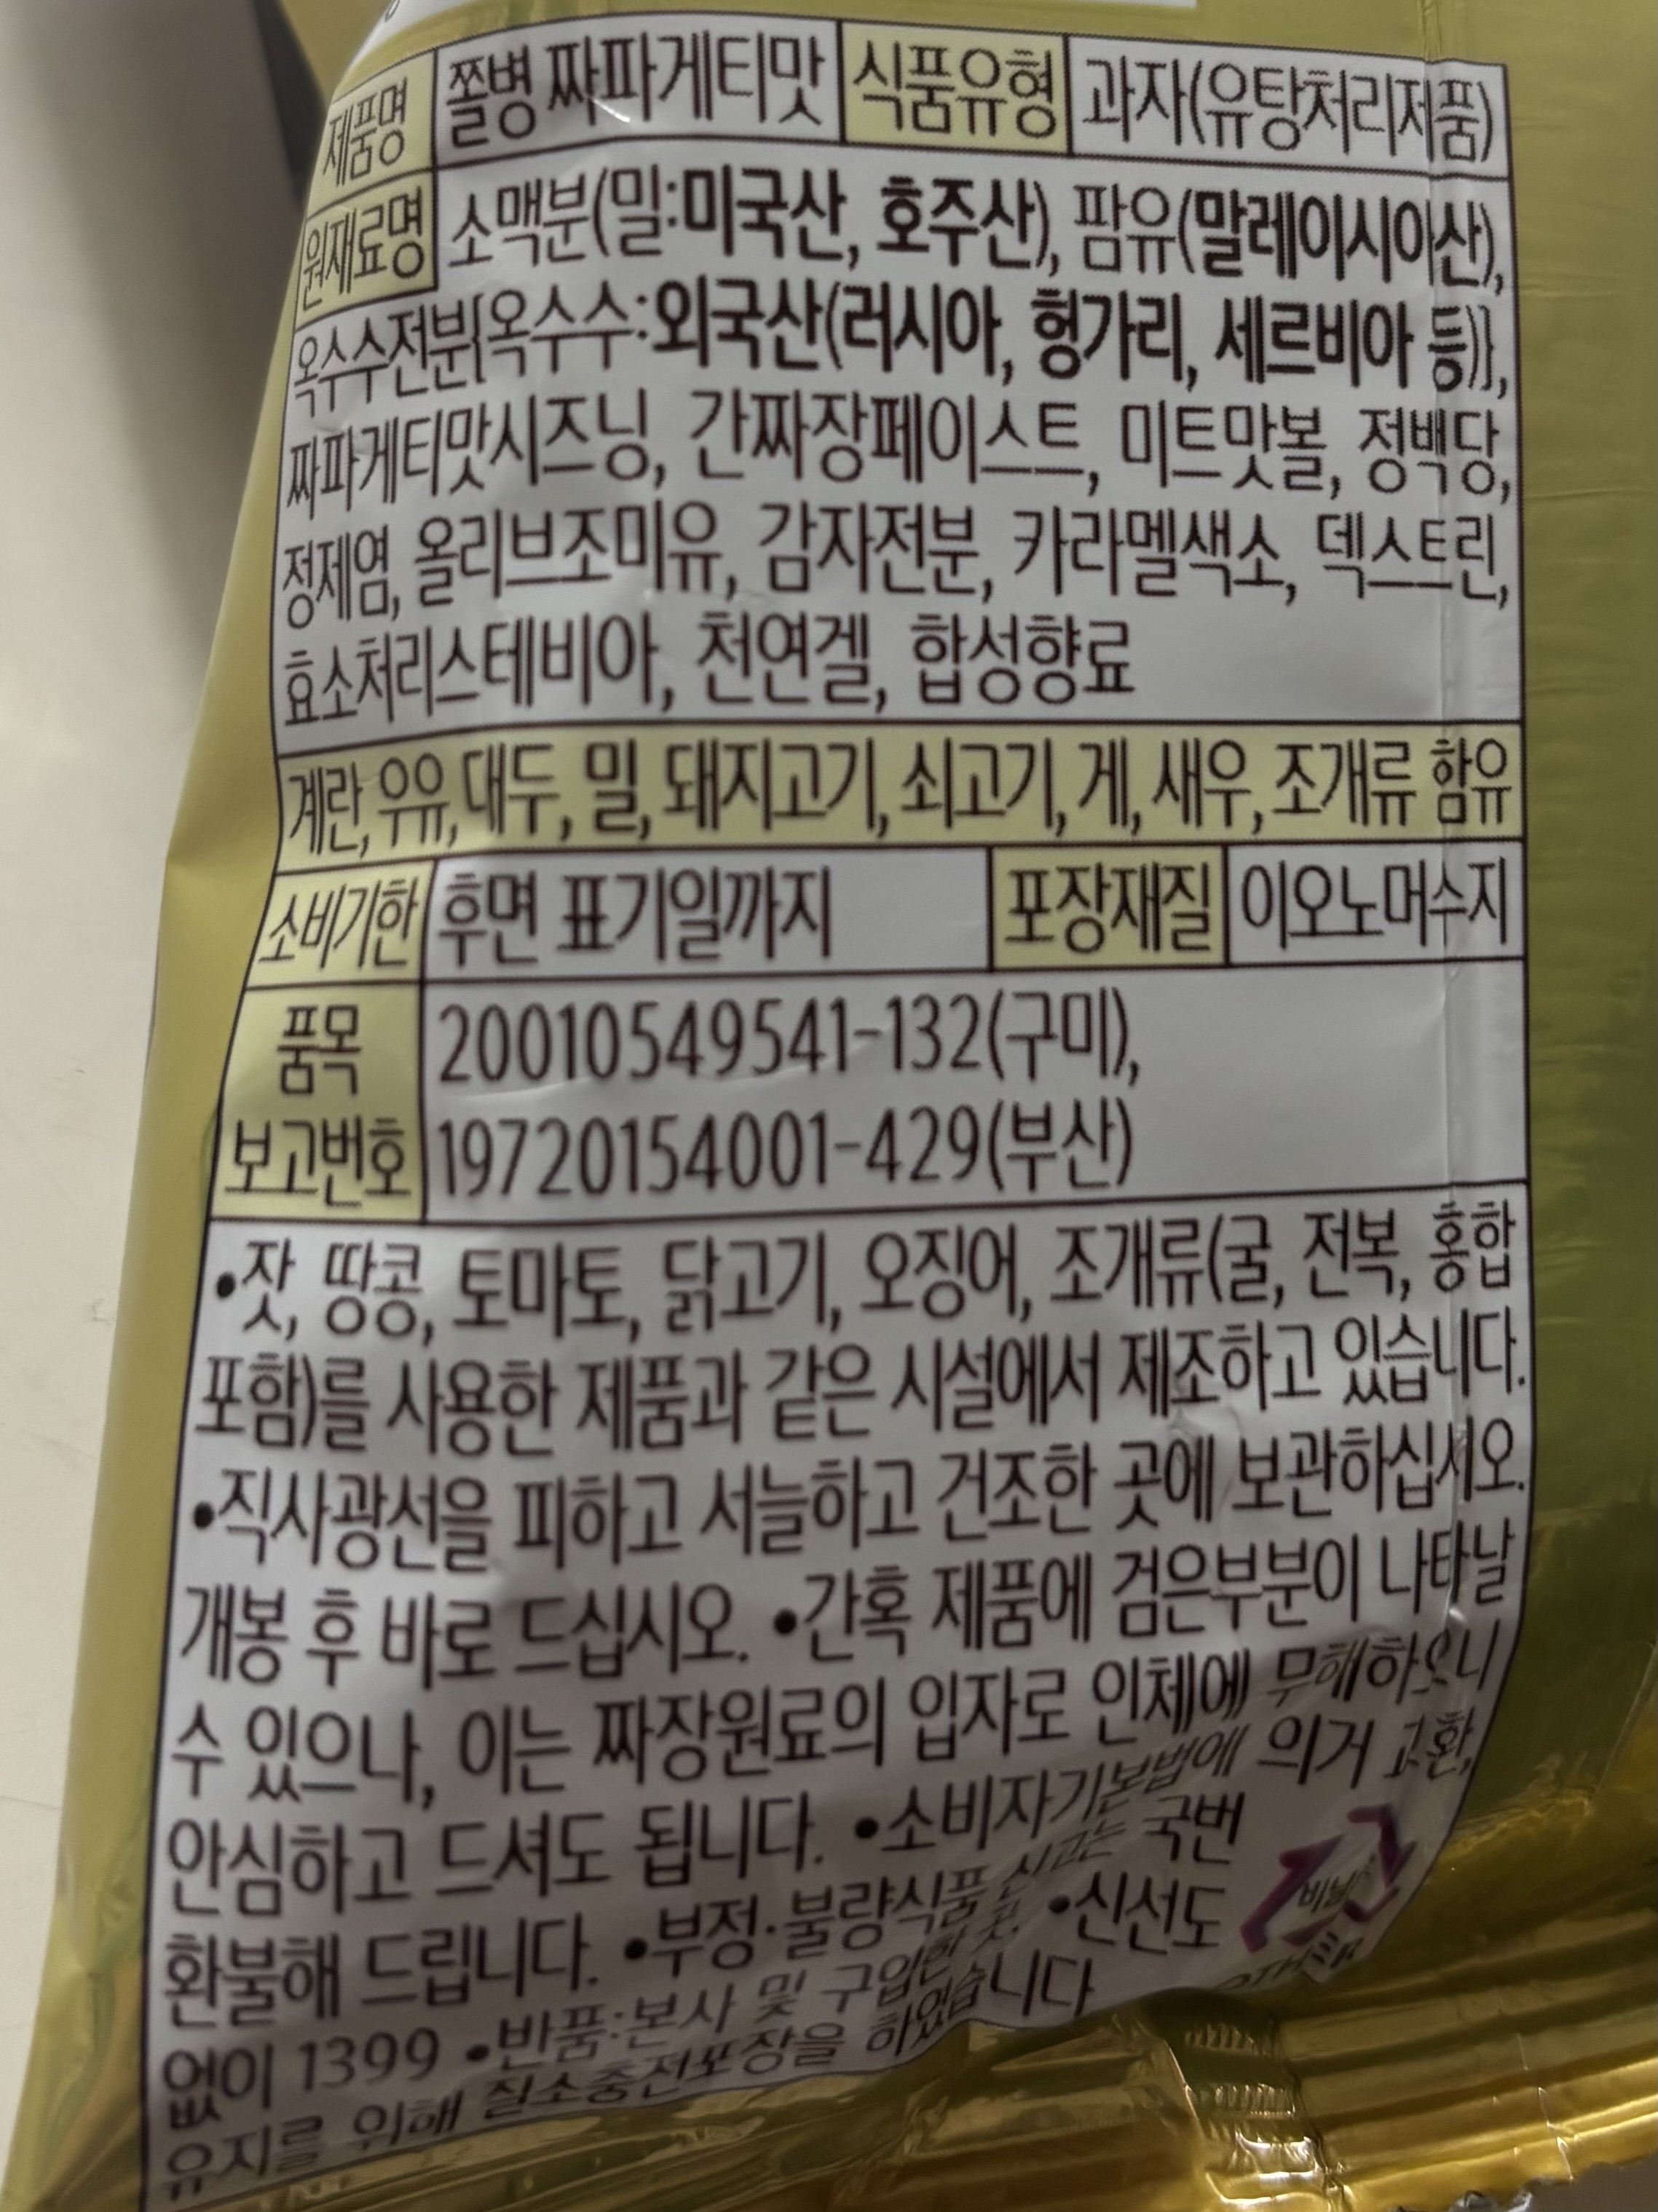 제품명 쫄병 짜파게티맛 식품유형 과자(유탕처리제품)
원재료명 소맥분(밀:미국산, 호주산), 팜유(말레이시아산),
옥수수전분{옥수수:외국산(러시아, 헝가리, 세르비아 등)},
짜파게티맛시즈닝, 간짜장페이스트, 미트맛볼, 정백당,
정제염, 올리브조미유, 감자전분, 카라멜색소, 덱스트린,
효소처리스테비아, 천연겔, 합성향료
계란, 우유, 대두, 밀, 돼지고기, 쇠고기, 게, 새우, 조개류 함유
소비기한 후면 표기일까지 포장재질 이오노머수지
품목 20010549541-132(구미),
보고번호 19720154001-429(부산)
•잣, 땅콩, 토마토, 닭고기, 오징어, 조개류(굴, 전복, 홍합
포함)를 사용한 제품과 같은 시설에서 제조하고 있습니다.
•직사광선을 피하고 서늘하고 건조한 곳에 보관하십시오.
개봉 후 바로 드십시오. •간혹 제품에 검은부분이 나타날
수 있으나, 이는 짜장원료의 입자로 인체에 무해하오니
안심하고 드셔도 됩니다. •소비자기본법에 의거 교환,
환불해 드립니다. •부정·불량식품 신고는 국번
없이 1399 •반품:본사 및 구입한 곳 •신선도
유지를 위해 질소충전포장을 하였습니다
비닐류
OTHER